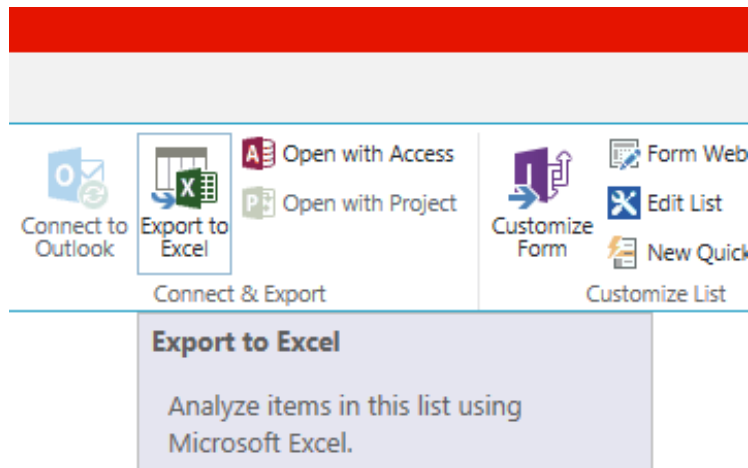 Connect to
Outlook
Export to
Excel
Open with Access
Open with Project
Connect & Export
Customize
Form
Form Web
Edit List
New Quick
Customize List
Export to Excel
Analyze items in this list using
Microsoft Excel.